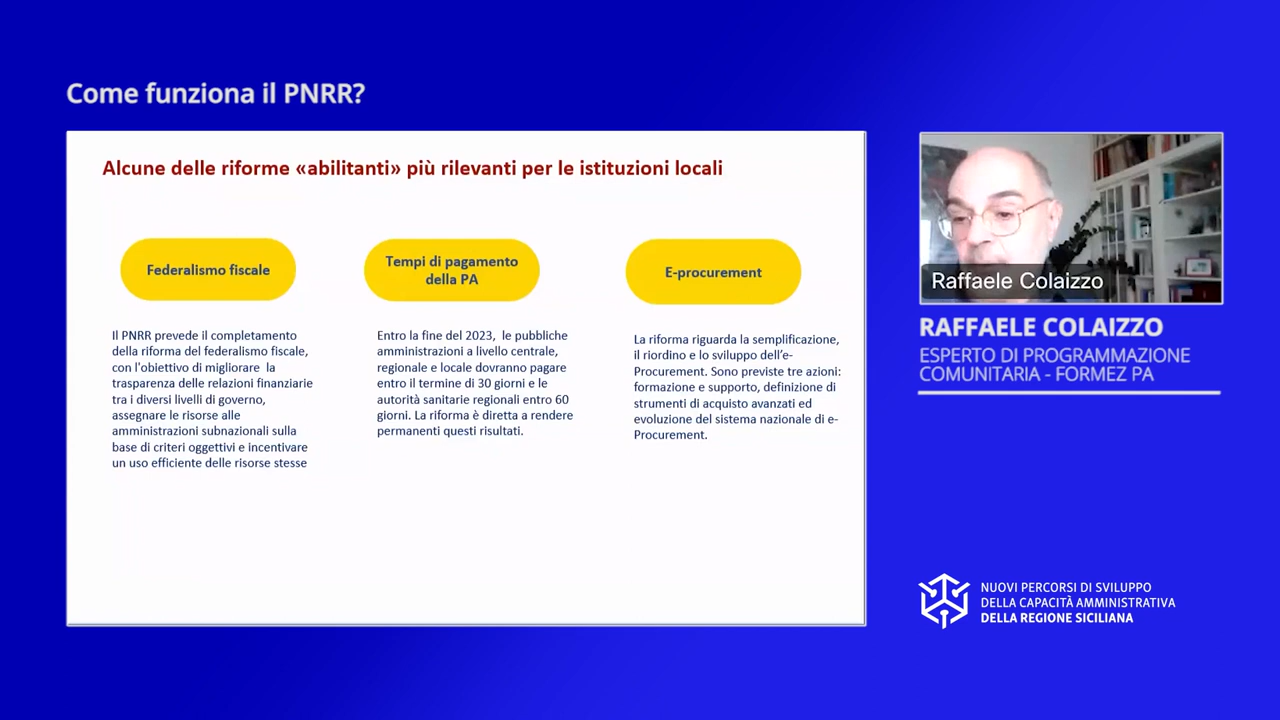 Come funziona il PNRR?
Alcune delle riforme «abilitanti» più rilevanti per le istituzioni locali
Federalismo fiscale
Il PNRR prevede il completamento
della riforma del federalismo fiscale,
con l'obiettivo di migliorare la
trasparenza delle relazioni finanziarie
tra i diversi livelli di governo,
assegnare le risorse alle
amministrazioni subnazionali sulla
base di criteri oggettivi e incentivare
un uso efficiente delle risorse stesse
Tempi di pagamento
della PA
Entro la fine del 2023, le pubbliche
amministrazioni a livello centrale,
regionale e locale dovranno pagare
entro il termine di 30 giorni e le
autorità sanitarie regionali entro 60
giorni. La riforma è diretta a rendere
permanenti questi risultati.
E-procurement
La riforma riguarda la semplificazione,
il riordino e lo sviluppo dell'e-
Procurement. Sono previste tre azioni:
formazione e supporto, definizione di
strumenti di acquisto avanzati ed
evoluzione del sistema nazionale di e-
Procurement.
Raffaele Colaizzo
RAFFAELE COLAIZZO
ESPERTO DI PROGRAMMAZIONE
COMUNITARIA - FORMEZ PA
NUOVI PERCORSI DI SVILUPPO
DELLA CAPACITÀ AMMINISTRATIVA
DELLA REGIONE SICILIANA